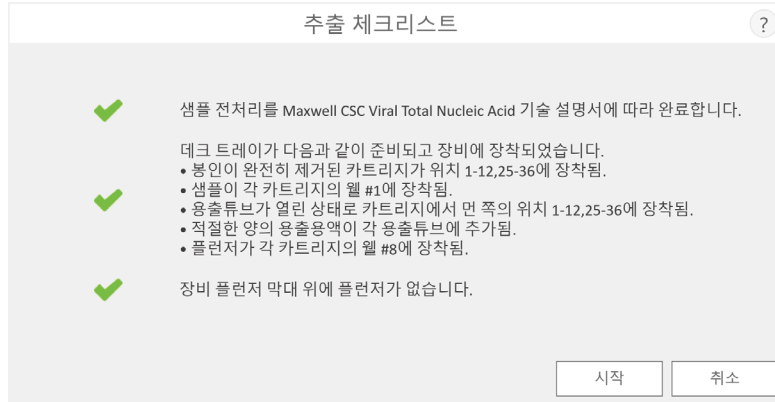 추출 체크리스트
?
샘플 전처리를 Maxwell CSC Viral Total Nucleic Acid 기술 설명서에 따라 완료합니다.
데크 트레이가 다음과 같이 준비되고 장비에 장착되었습니다.
• 봉인이 완전히 제거된 카트리지가 위치 1-12,25-36에 장착됨.
• 샘플이 각 카트리지의 웰 #1에 장착됨.
• 용출튜브가 열린 상태로 카트리지에서 먼 쪽의 위치 1-12,25-36에 장착됨.
• 적절한 양의 용출용액이 각 용출튜브에 추가됨.
• 플런저가 각 카트리지의 웰 #8에 장착됨.
장비 플런저 막대 위에 플런저가 없습니다.
시작
취소